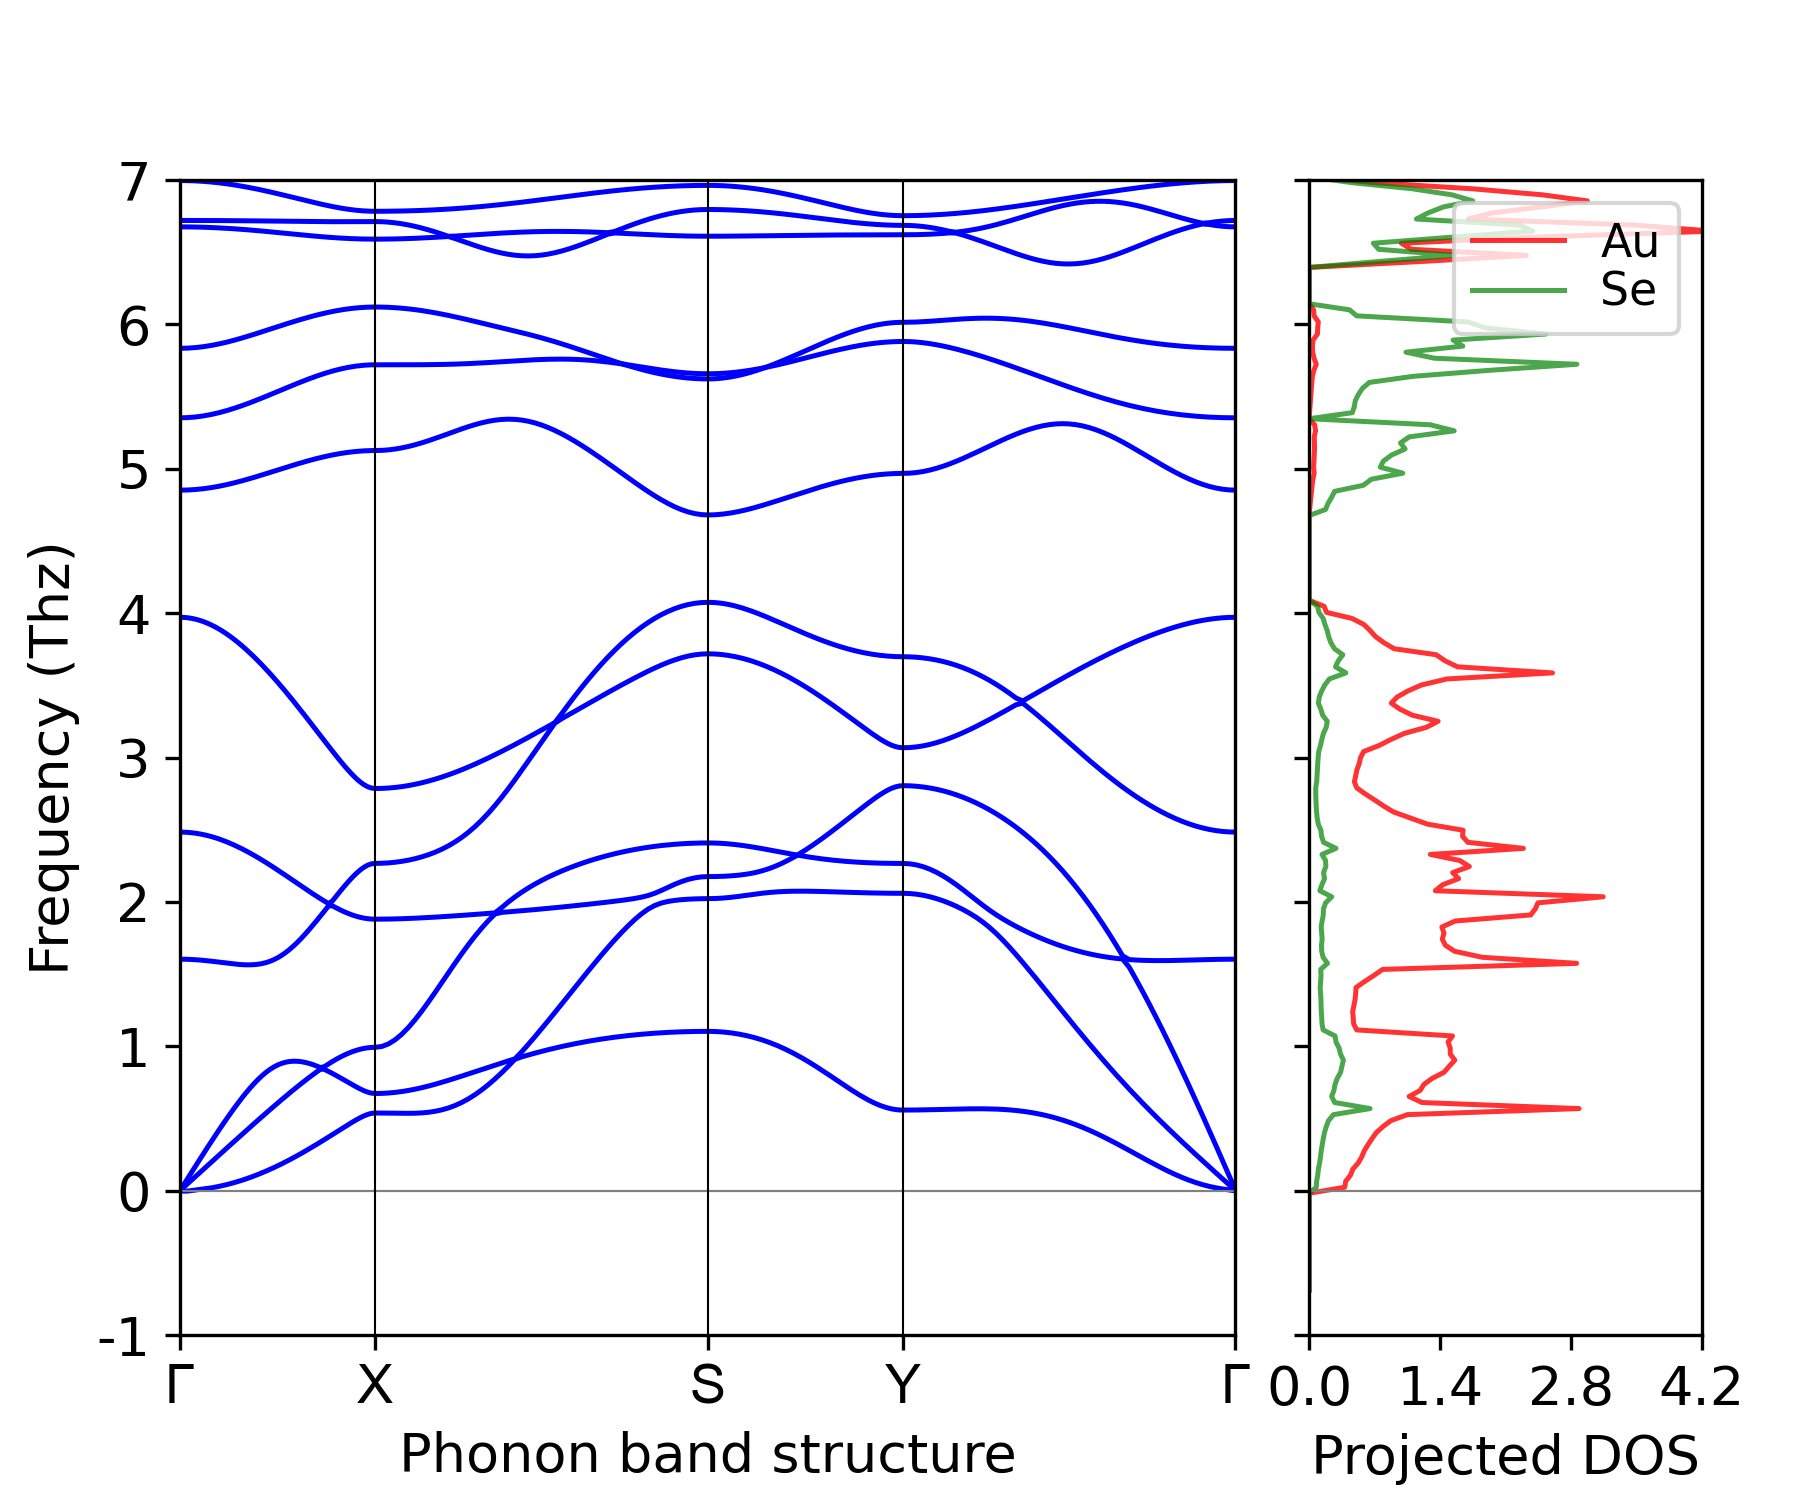 7
6
5
4
3
2
1
0
-1
Frequency (Thz)
Γ X S Y Γ
Phonon band structure
Au
Se
0.0 1.4 2.8 4.2
Projected DOS